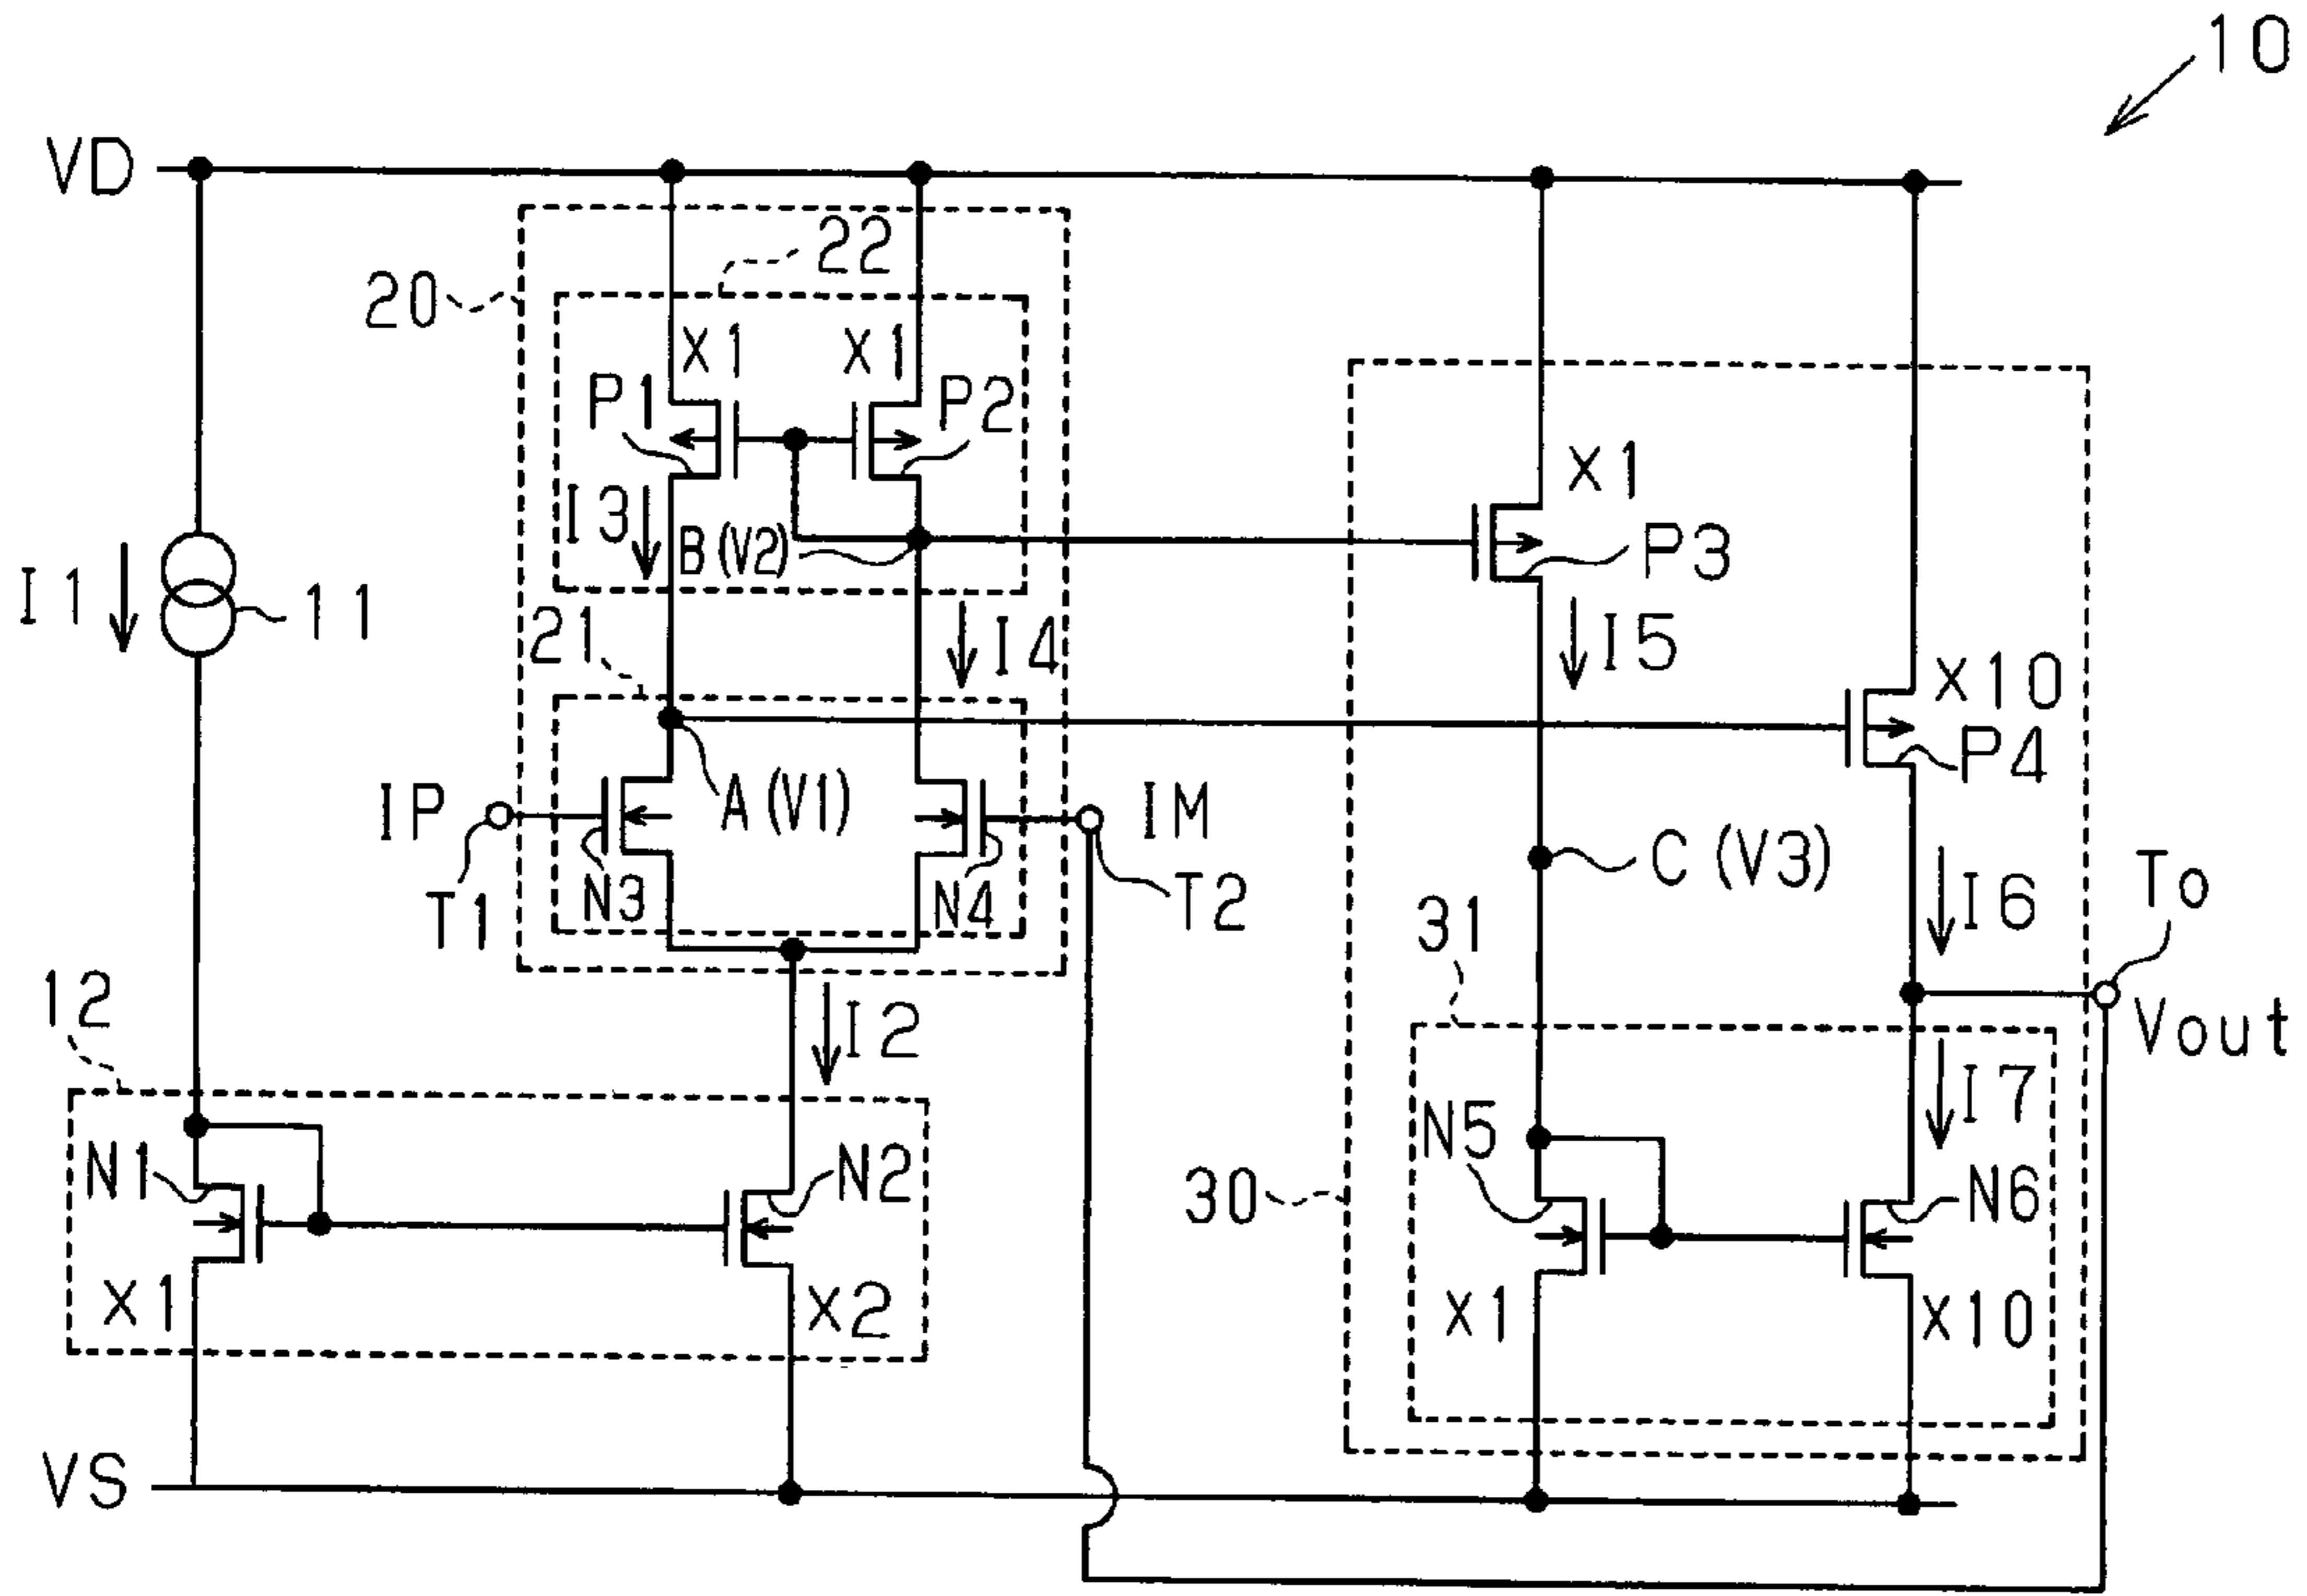 10
VD
22
20
X1
X1
P1
P2
X1
I3
B(V2)
P3
I1
11
21
I4
I5
X10
P4
IP
A(V1)
IM
C(V3)
T1
N3
N4
T2
31
I6
To
12
I2
Vout
N1
N2
N5
I7
30
N6
X1
X2
X1
X10
VS